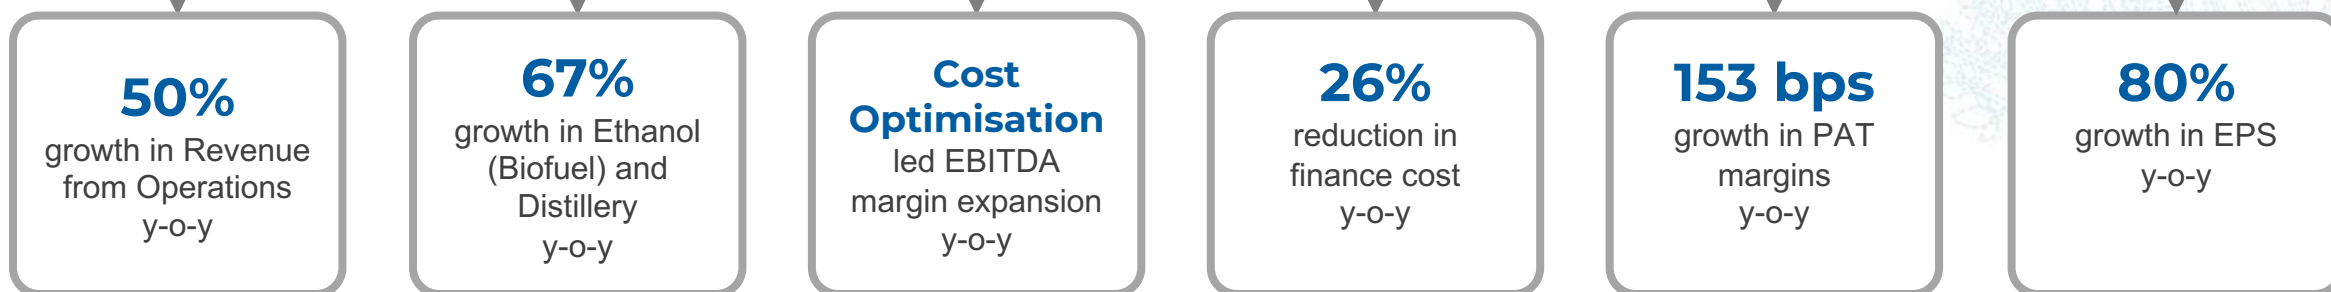 50%
growth in Revenue
from Operations
y-o-y
67%
growth in Ethanol
(Biofuel) and
Distillery
y-o-y
Cost
Optimisation
led EBITDA
margin expansion
y-o-y
26%
reduction in
finance cost
y-o-y
153 bps
growth in PAT
margins
y-o-y
80%
growth in EPS
y-o-y